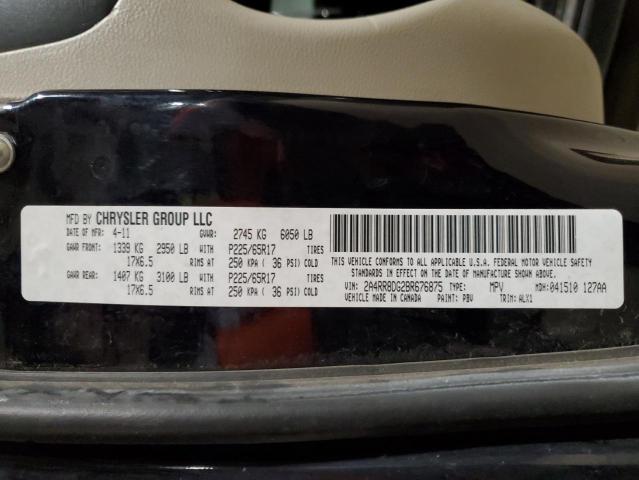 MFD BY CHRYSLER GROUP LLC
DATE OF MFR: 4-11 GVWR: 2745 KG 6050 LB
GAWR FRONT: 1339 KG 2950 LB WITH P225/65R17 TIRES
17X6.5 RIMS AT 250 KPA ( 36 PSI) COLD
GAWR REAR: 1407 KG 3100 LB WITH P225/65R17 TIRES
17X6.5 RIMS AT 250 KPA ( 36 PSI) COLD
THIS VEHICLE CONFORMS TO ALL APPLICABLE U.S.A. FEDERAL MOTOR VEHICLE SAFETY
STANDARDS IN EFFECT ON THE DATE OF MANUFACTURE SHOWN ABOVE.
VIN: 2A4RR8DG2BR676875 TYPE: MPV MDH: 041510 127AA
VEHICLE MADE IN CANADA PAINT: PBV TRIM: ALX1